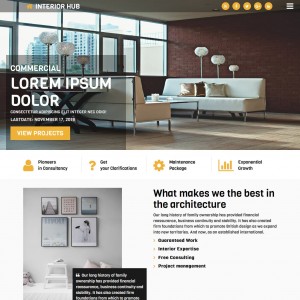 INTERIOR HUB
COMMERCIAL
LOREM IPSUM
DOLOR
CONSECTETUR ADIPISCING ELIT INTEGER NEC ODIO
LASTDATE: NOVEMBER 17, 2019
VIEW PROJECTS
Pioneers
in Consultancy
Get
your Clarifications
Maintenance
Package
Exponential
Growth
What makes we the best in
the architecture
Our long history of family ownership has provided financial
reassurance, business continuity and stability. It has also created
firm foundations from which to promote British design as we expand
into new territories. And now, as an established international.
Guaranteed Work
Interior Expertise
Free Consulting
Project management
Our long history of family
ownership has provided financial
reassurance, business continuity and
stability. It has also created firm
foundations from which to promote